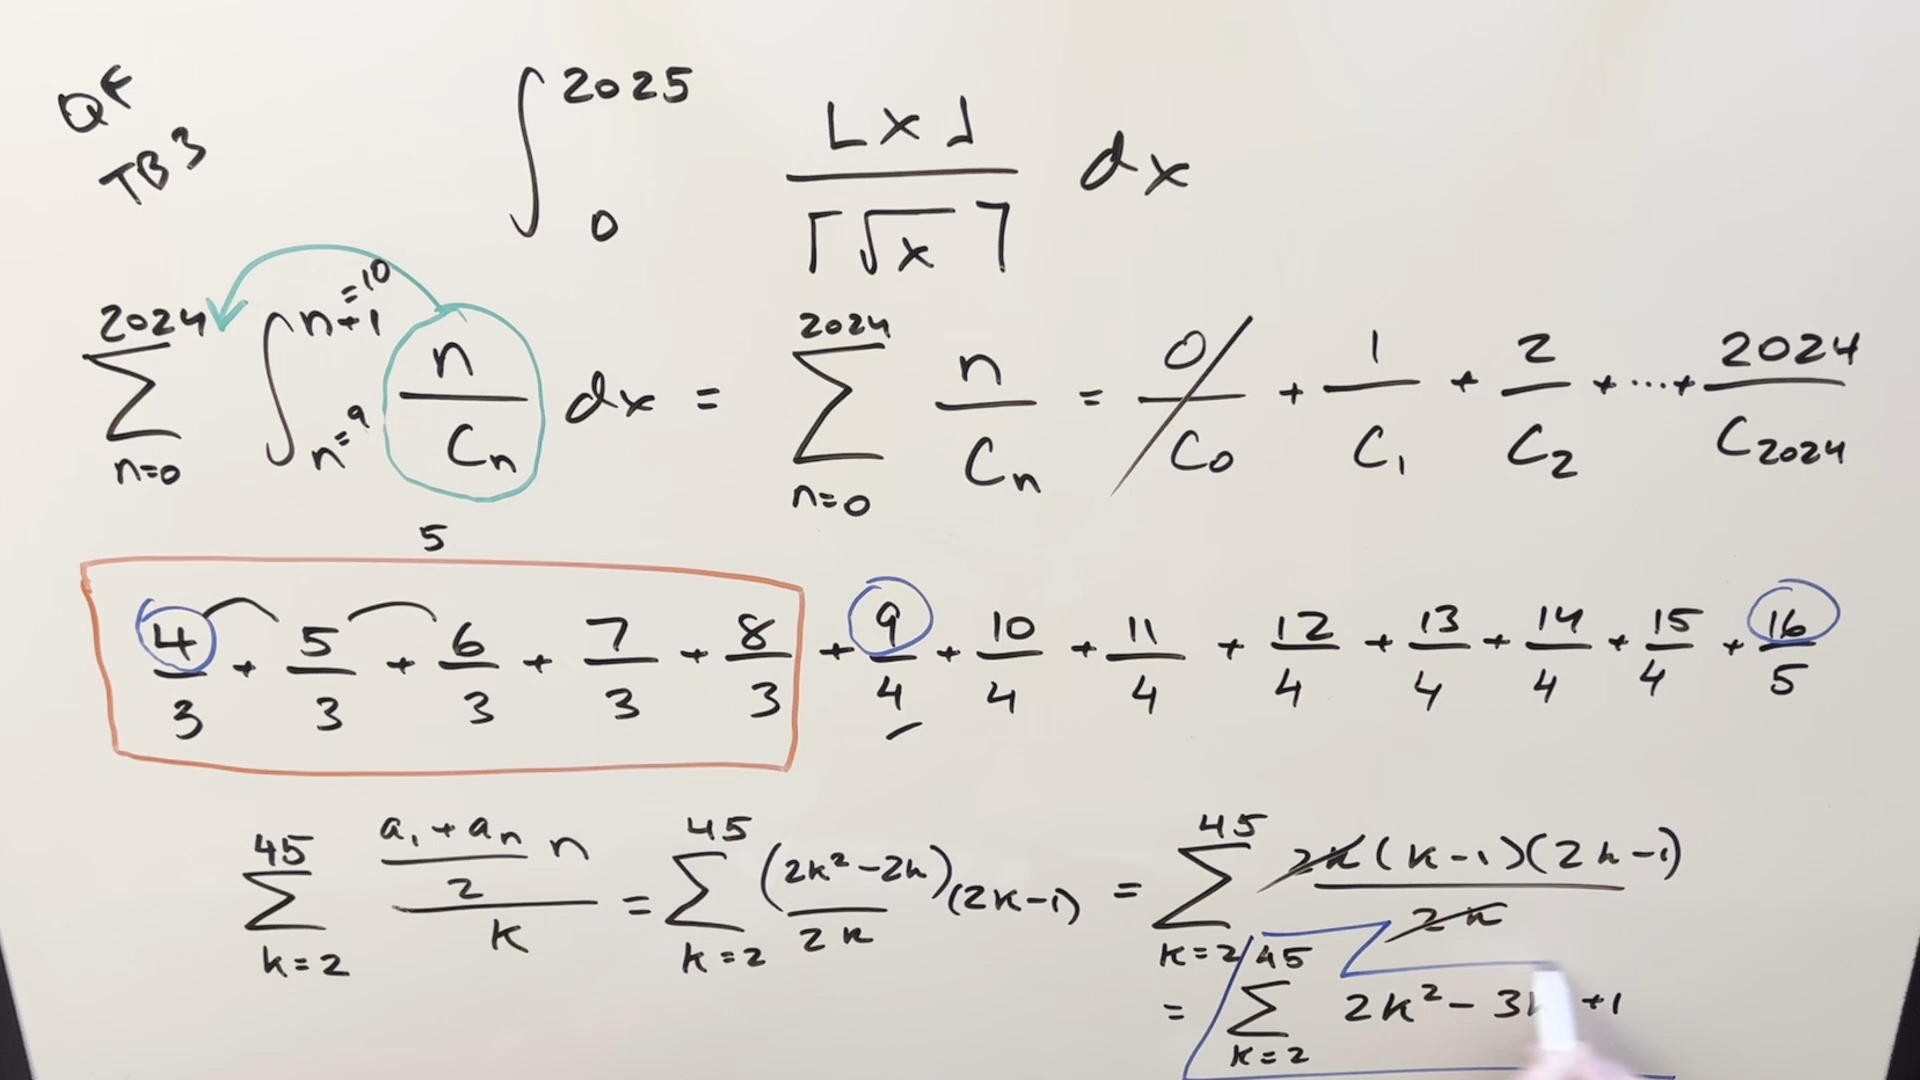 QF
TB3
∫_0^2025 ⌊x⌋/⌈√x⌉ dx
∑_{n=0}^{2024} ∫_{n=9}^{n+1=10} n/C_n dx = ∑_{n=0}^{2024} n/C_n = 0/C_0 + 1/C_1 + 2/C_2 + ... + 2024/C_2024
5
4/3 + 5/3 + 6/3 + 7/3 + 8/3 + 9/4 + 10/4 + 11/4 + 12/4 + 13/4 + 14/4 + 15/4 + 16/5
∑_{k=2}^{45} ((a_1+a_n)/2 n)/k = ∑_{k=2}^{45} ((2k²-2k)/2k)(2k-1) = ∑_{k=2}^{45} 2k(k-1)(2k-1)/2k
= ∑_{k=2}^{45} 2k²-3k+1